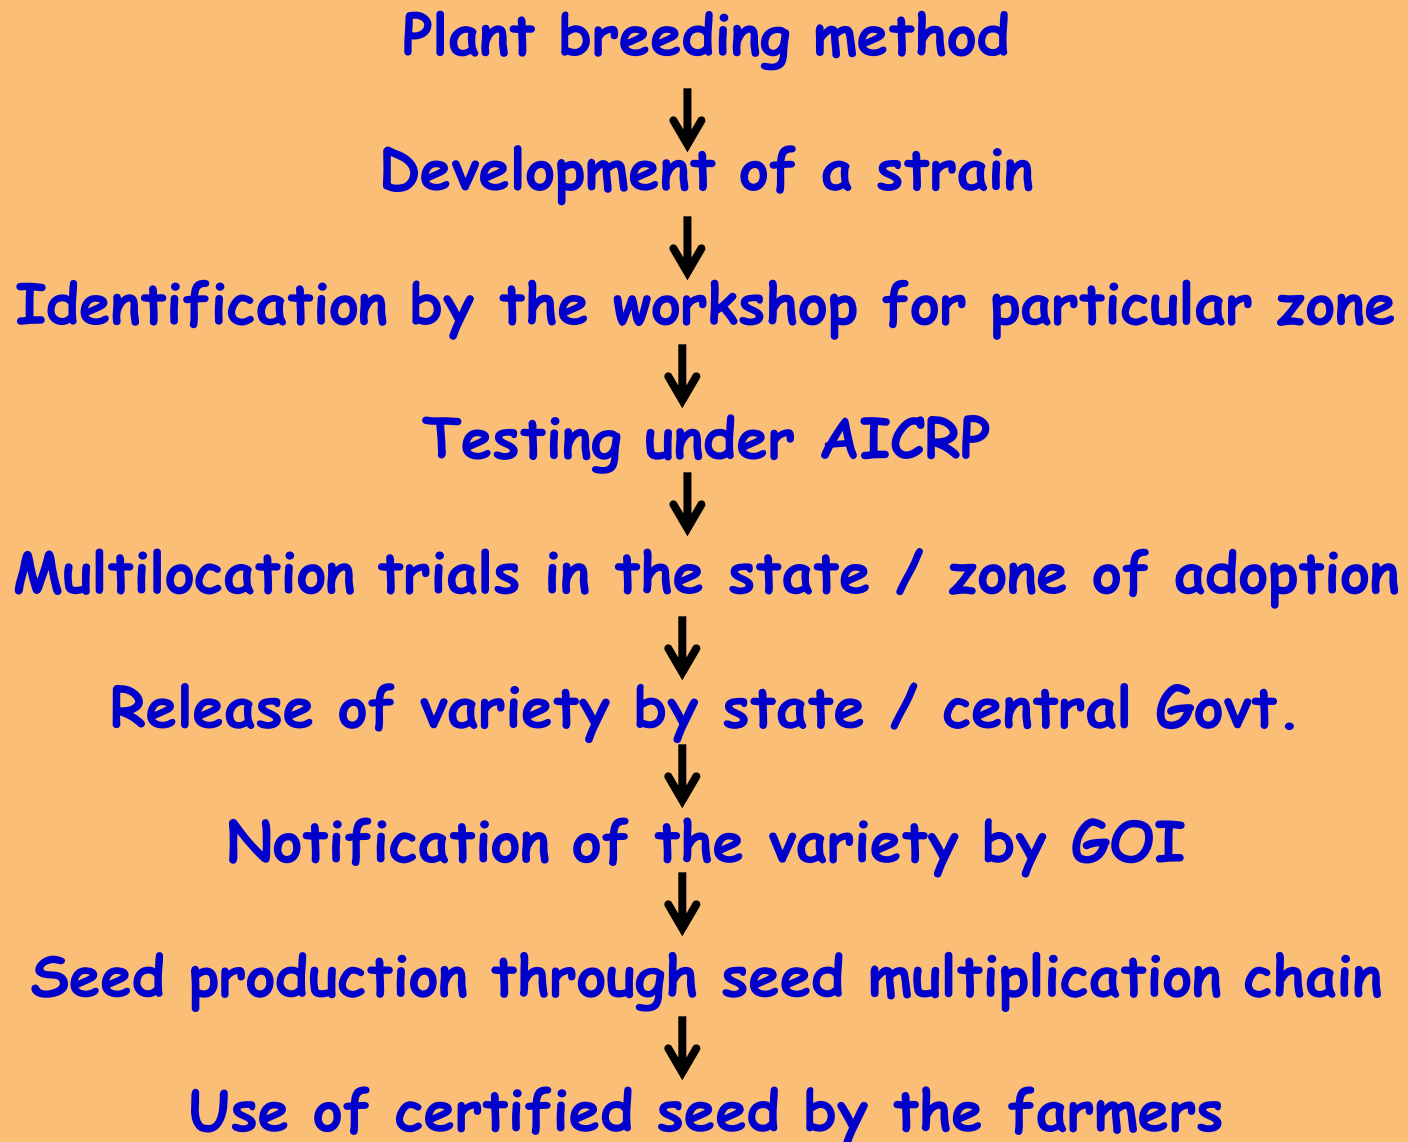 Plant breeding method
Development of a strain
Identification by the workshop for particular zone
Testing under AICRP
Multilocation trials in the state / zone of adoption
Release of variety by state / central Govt.
Notification of the variety by GOI
Seed production through seed multiplication chain
Use of certified seed by the farmers